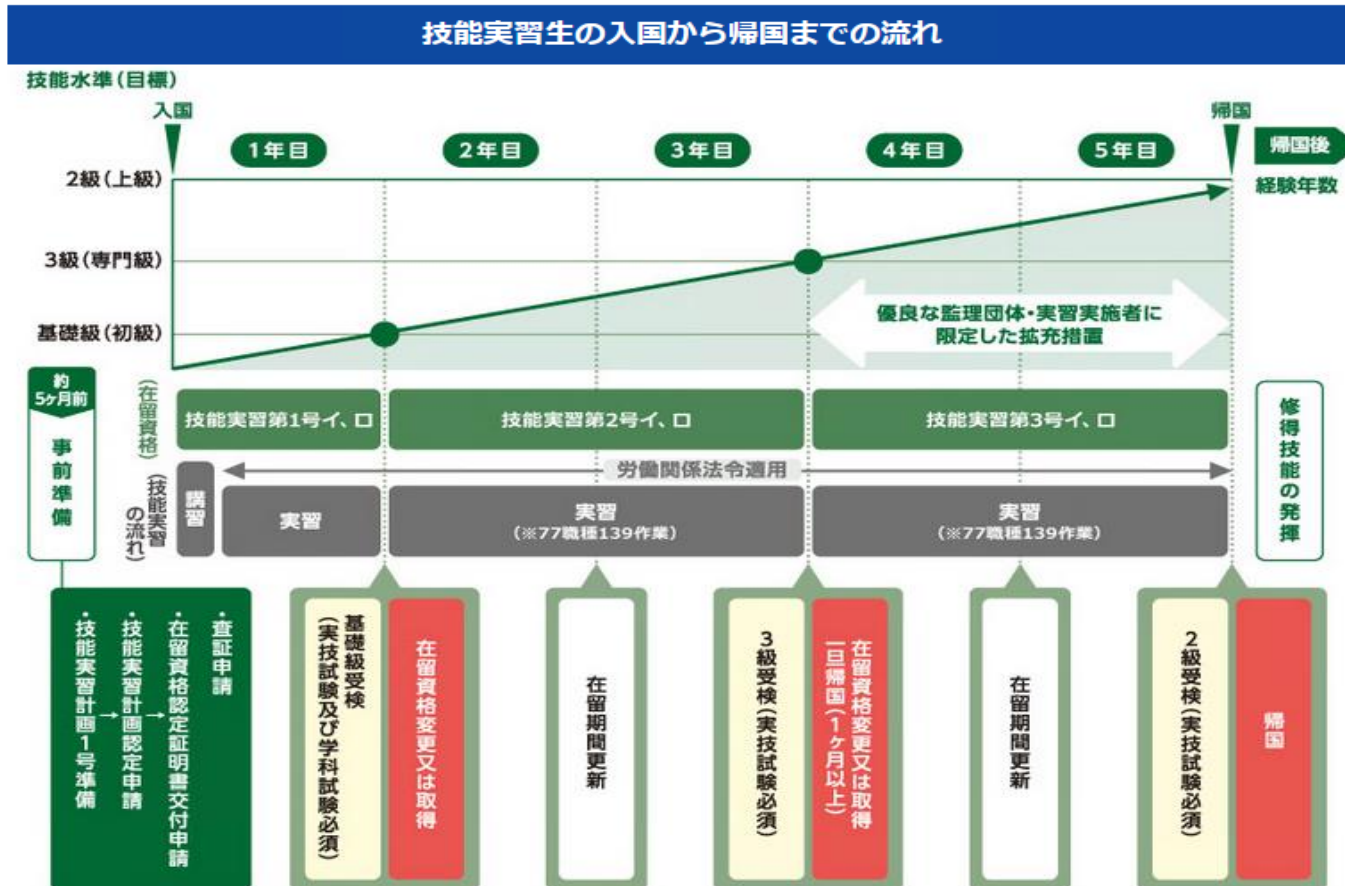 技能実習生の入国から帰国までの流れ
技能水準(目標)
入国
帰国
1年目
2年目
3年目
4年目
5年目
帰国後
経験年数
2級(上級)
3級(専門級)
基礎級(初級)
優良な監理団体・実習実施者に
限定した拡充措置
約
5ヶ月前
事前準備
(在留資格)
技能実習第1号イ、ロ
技能実習第2号イ、ロ
技能実習第3号イ、ロ
修得技能の発揮
労働関係法令適用
(技能実習
の流れ)
講習
実習
実習
(※77職種139作業)
実習
(※77職種139作業)
・技能実習計画1号準備
→
・技能実習計画認定申請
→
・在留資格認定証明書交付申請
・査証申請
基礎級受検
(実技試験及び学科試験必須)
在留資格変更又は取得
在留期間更新
3級受検(実技試験必須)
在留資格変更又は取得
一旦帰国(1ヶ月以上)
在留期間更新
2級受検(実技試験必須)
帰国